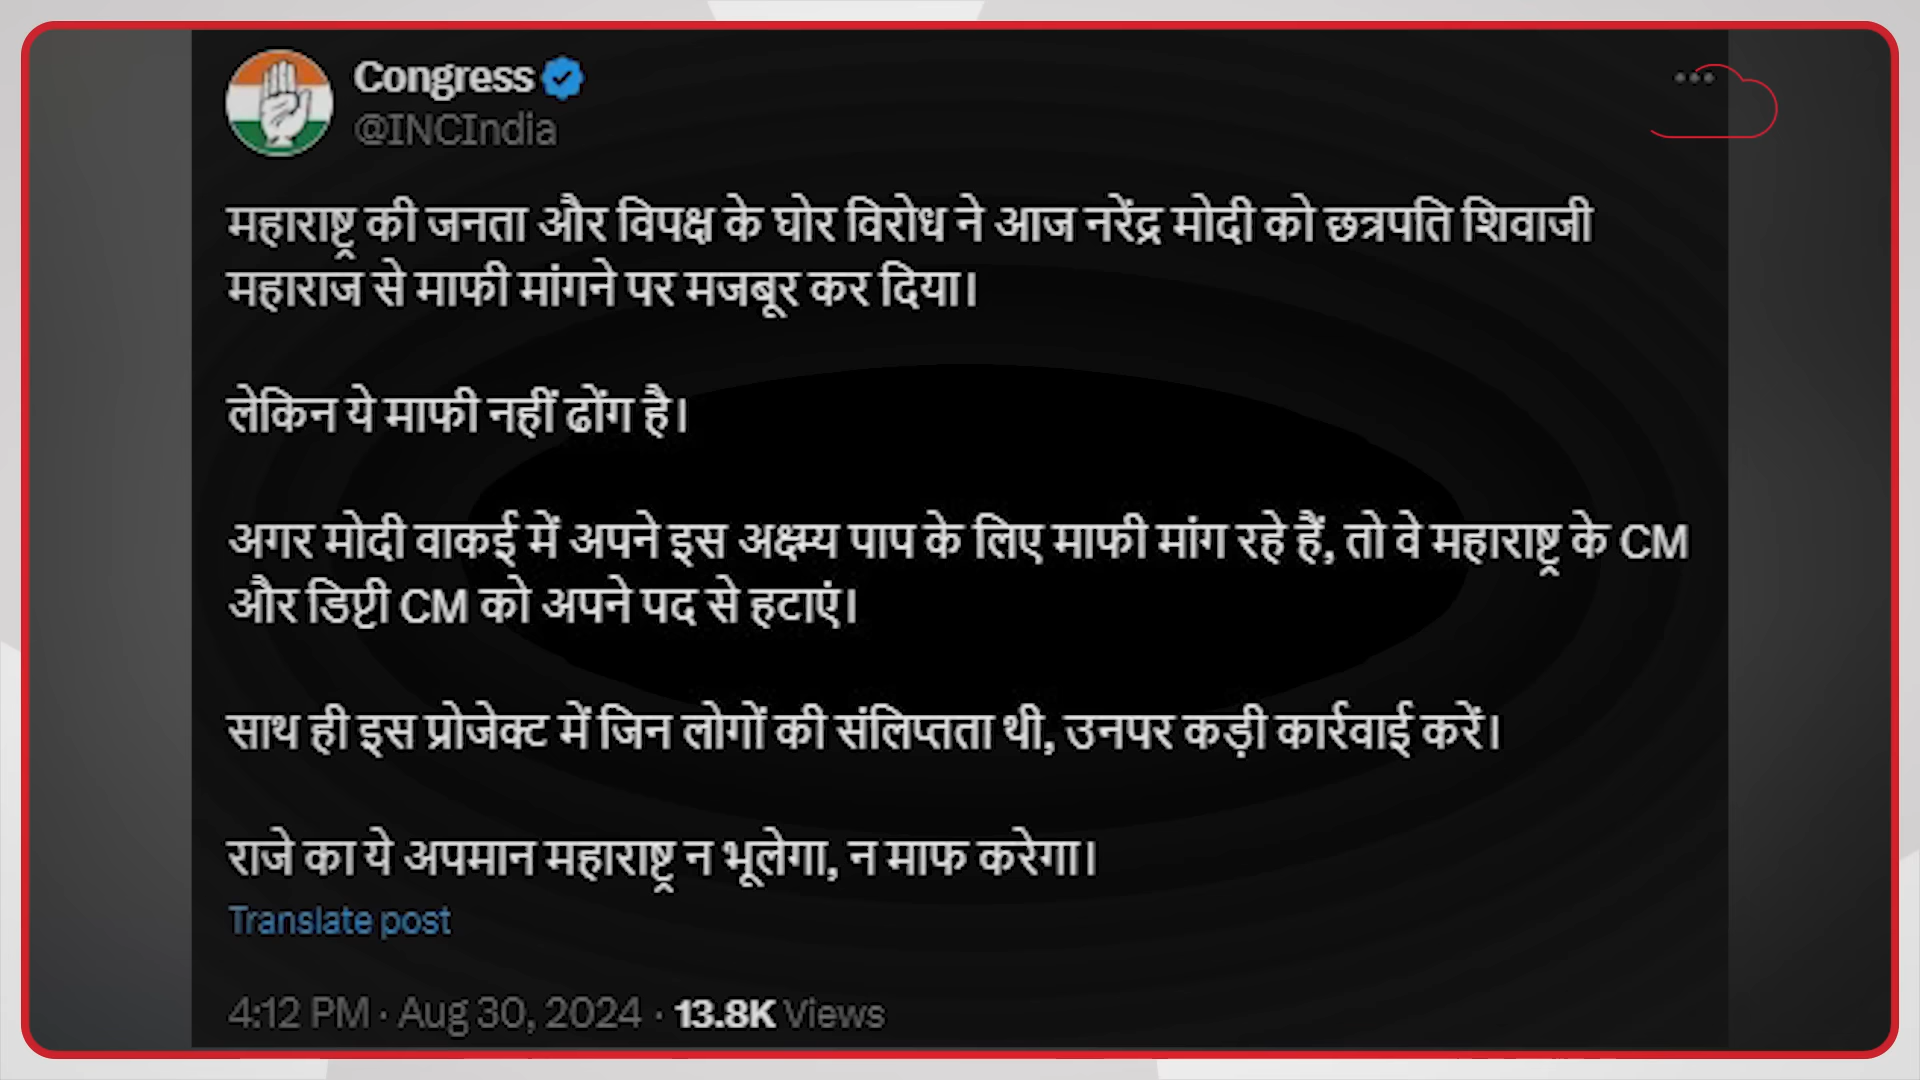 Congress
@INCIndia
महाराष्ट्र की जनता और विपक्ष के घोर विरोध ने आज नरेंद्र मोदी को छत्रपति शिवाजी
महाराज से माफी मांगने पर मजबूर कर दिया।
लेकिन ये माफी नहीं ढोंग है।
अगर मोदी वाकई में अपने इस अक्ष्म्य पाप के लिए माफी मांग रहे हैं, तो वे महाराष्ट्र के CM
और डिप्टी CM को अपने पद से हटाएं।
साथ ही इस प्रोजेक्ट में जिन लोगों की संलिप्तता थी, उनपर कड़ी कार्रवाई करें।
राजे का ये अपमान महाराष्ट्र न भूलेगा, न माफ करेगा।
Translate post
4:12 PM · Aug 30, 2024 · 13.8K Views